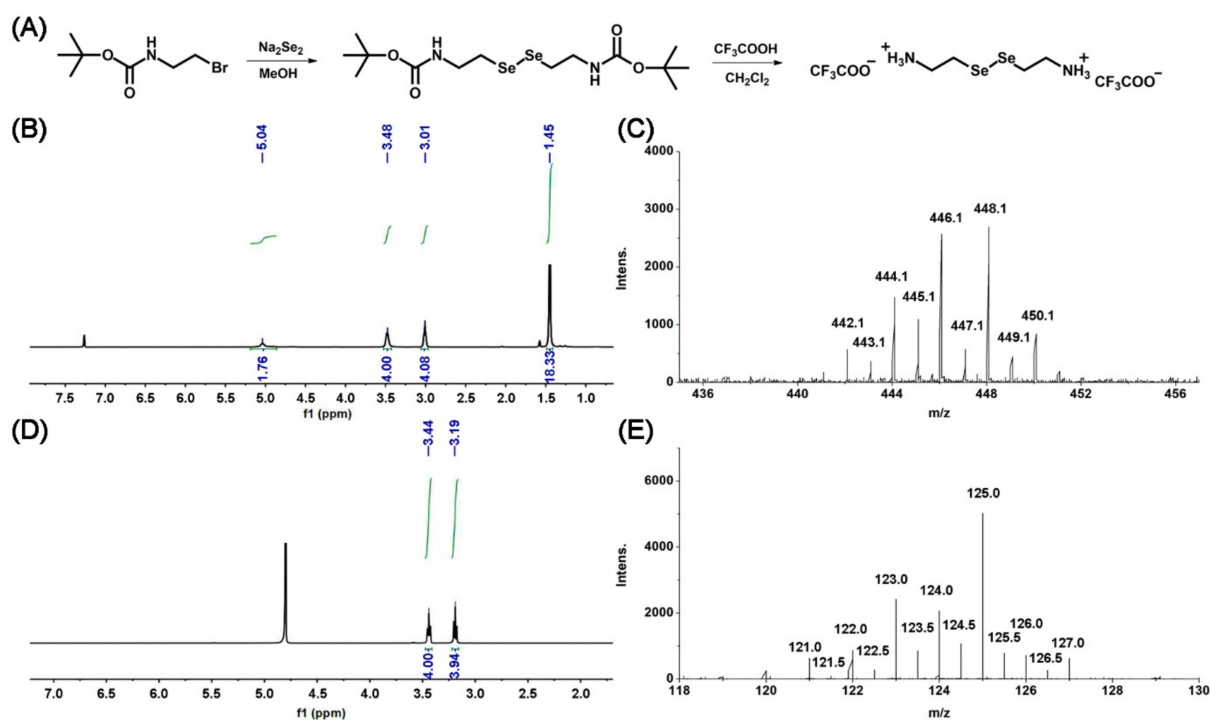 (A)
O
H
N
O
Br
Na2Se2
MeOH
O
H
N
O
Se
Se
N
H
O
O
CF3COOH
CH2Cl2
CF3COO−
+
H3N
Se
Se
NH3
+
CF3COO−
(B)
5.04
3.48
3.01
1.45
1.76
4.00
4.08
18.33
7.5 7.0 6.5 6.0 5.5 5.0 4.5 4.0 3.5 3.0 2.5 2.0 1.5 1.0
f1 (ppm)
(C)
4000
3000
2000
1000
0
Intens.
442.1
443.1
444.1
445.1
446.1
447.1
448.1
449.1
450.1
436 440 444 448 452 456
m/z
(D)
3.44
3.19
4.00
3.94
7.0 6.5 6.0 5.5 5.0 4.5 4.0 3.5 3.0 2.5 2.0
f1 (ppm)
(E)
6000
4000
2000
0
Intens.
121.0
121.5
122.0
122.5
123.0
123.5
124.0
124.5
125.0
125.5
126.0
126.5
127.0
118 120 122 124 126 128 130
m/z